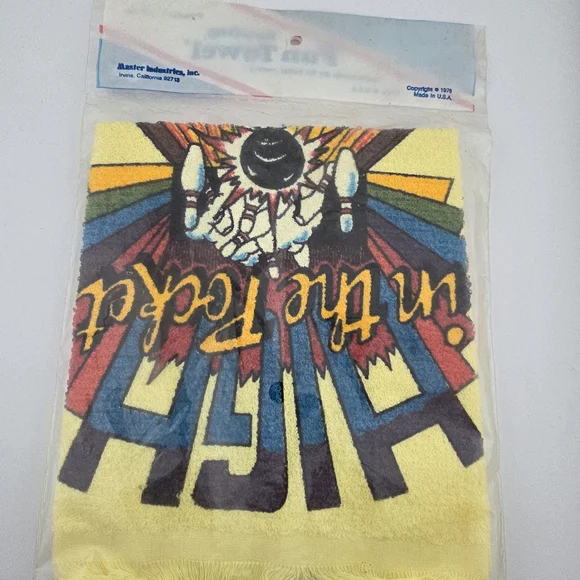 Master Industries, Inc.
Irvine, California 92713
Fun Towel
Copyright © 1978
Made in U.S.A.
HIGH
in the Pocket